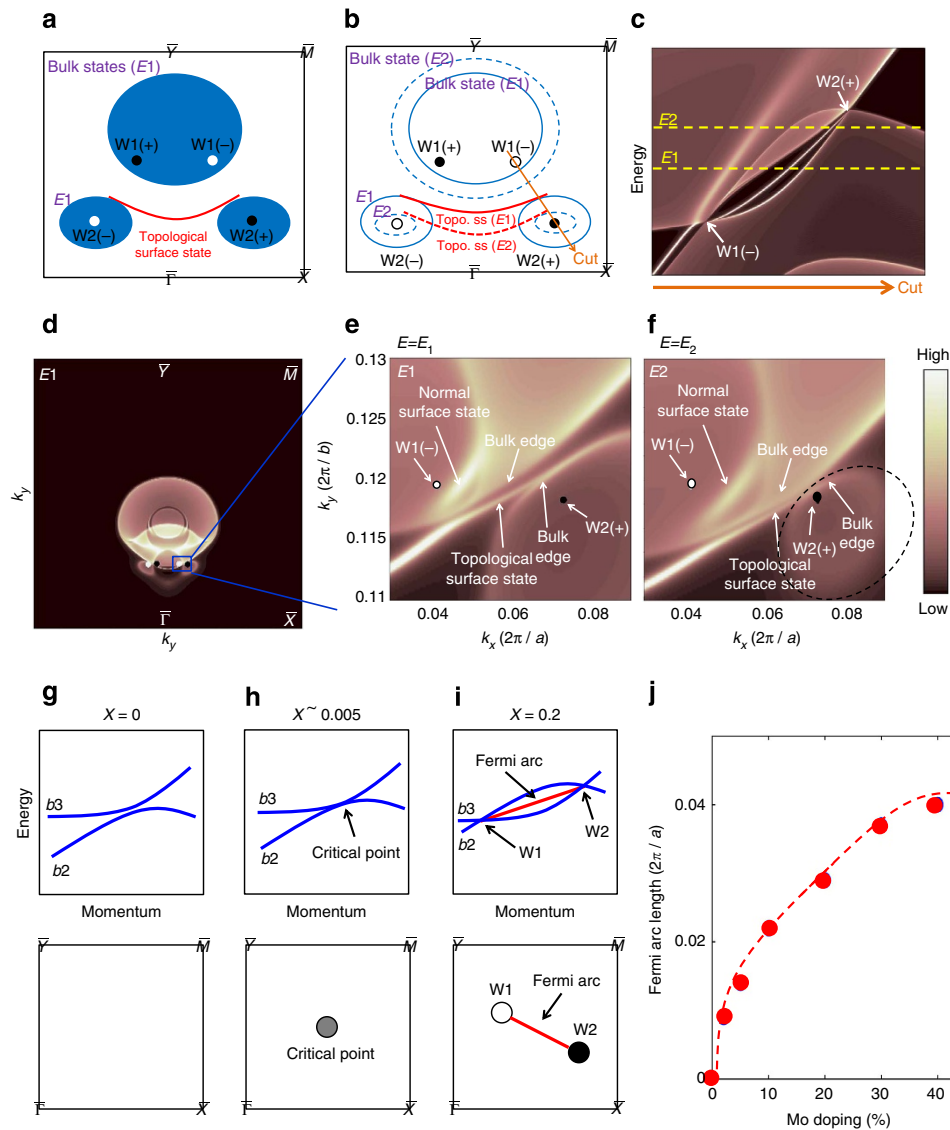 a
Y̅
M̅
Bulk states (E1)
W1(+)
W1(–)
E1
W2(–)
W2(+)
Topological
surface state
Γ̅
X̅
b
Y̅
M̅
Bulk state (E2)
Bulk state (E1)
W1(+)
W1(–)
E1
E2
Topo. ss (E1)
Topo. ss (E2)
W2(–)
W2(+)
Cut
Γ̅
X̅
c
Energy
W2(+)
E2
E1
W1(–)
Cut
d
E1
Y̅
M̅
k_y
Γ̅
X̅
k_y
e
E=E₁
E1
0.13
0.125
0.12
0.115
0.11
k_y (2π / b)
Normal
surface state
W1(–)
Bulk edge
W2(+)
Bulk
edge
Topological
surface state
0.04
0.06
0.08
k_x (2π / a)
f
E=E₂
E2
Normal
surface state
W1(–)
Bulk edge
W2(+)
Bulk
edge
Topological
surface state
0.04
0.06
0.08
k_x (2π / a)
High
Low
g
X = 0
Energy
b3
b2
Momentum
Y̅
M̅
Γ̅
X̅
h
X ~ 0.005
b3
b2
Critical point
Momentum
Y̅
M̅
Critical point
Γ̅
X̅
i
X = 0.2
Fermi arc
b3
b2
W1
W2
Momentum
Y̅
M̅
W1
Fermi arc
W2
Γ̅
X̅
j
Fermi arc length (2π / a)
0.04
0.02
0
0
10
20
30
40
Mo doping (%)